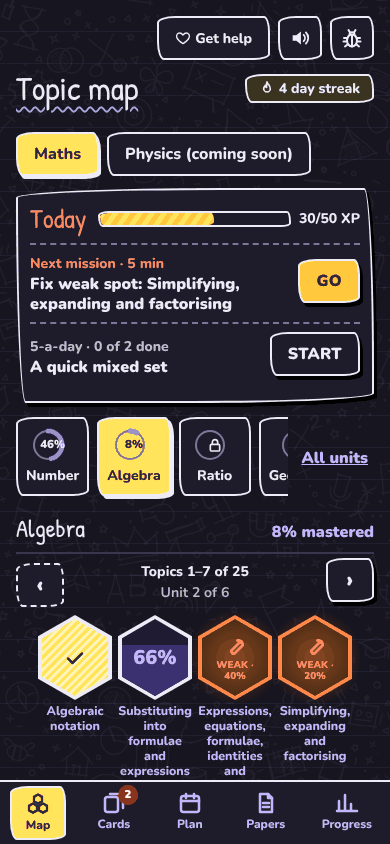 Get help
Topic map
4 day streak
Maths
Physics (coming soon)
Today
30/50 XP
Next mission · 5 min
Fix weak spot: Simplifying,
expanding and factorising
GO
5-a-day · 0 of 2 done
A quick mixed set
START
46%
Number
8%
Algebra
Ratio
Geo
All units
Algebra
8% mastered
‹
Topics 1–7 of 25
Unit 2 of 6
›
66%
WEAK ·
40%
WEAK ·
20%
Algebraic
notation
Substituting
into
formulae
and
expressions
Expressions,
equations,
formulae,
identities
and
Simplifying,
expanding
and
factorising
2
Map
Cards
Plan
Papers
Progress